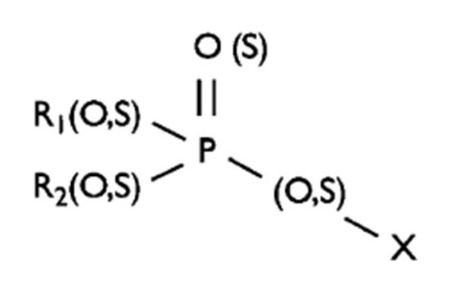 O (S)
R₁(O,S)
P
R₂(O,S)
(O,S)
X